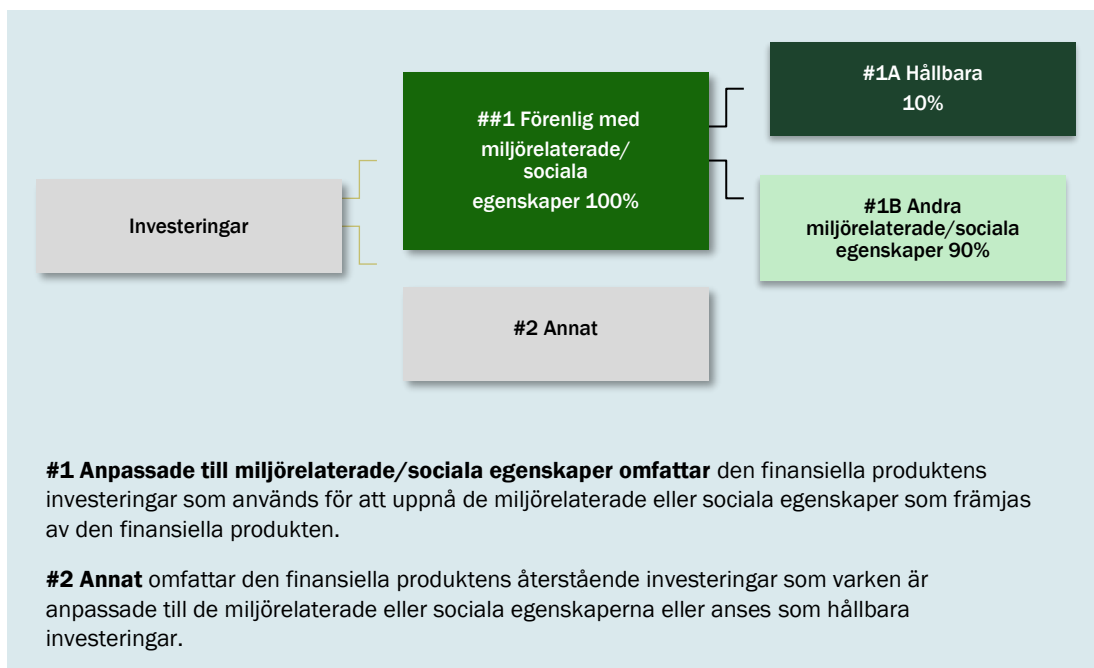 #1A Hållbara
10%
##1 Förenlig med
miljörelaterade/
sociala
egenskaper 100%
Investeringar
#1B Andra
miljörelaterade/sociala
egenskaper 90%
#2 Annat
#1 Anpassade till miljörelaterade/sociala egenskaper omfattar den finansiella produktens
investeringar som används för att uppnå de miljörelaterade eller sociala egenskaper som främjas
av den finansiella produkten.
#2 Annat omfattar den finansiella produktens återstående investeringar som varken är
anpassade till de miljörelaterade eller sociala egenskaperna eller anses som hållbara
investeringar.